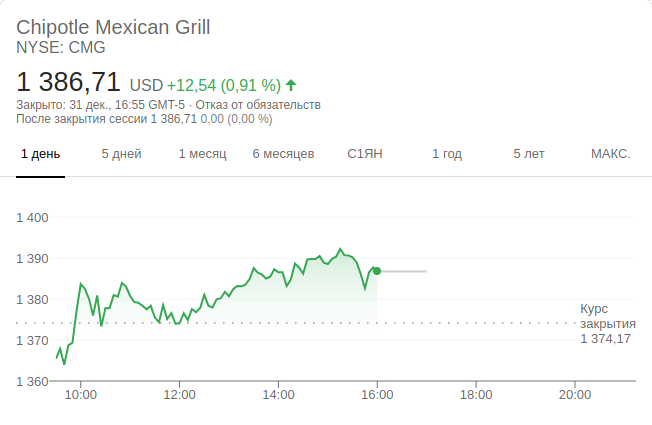 Chipotle Mexican Grill
NYSE: CMG
1 386,71 USD +12,54 (0,91 %)
Закрыто: 31 дек., 16:55 GMT-5 · Отказ от обязательств
После закрытия сессии 1 386,71 0,00 (0,00 %)
1 день 5 дней 1 месяц 6 месяцев С1ЯН 1 год 5 лет МАКС.
1 400
1 390
1 380
1 370
1 360
Курс
закрытия
1 374,17
10:00 12:00 14:00 16:00 18:00 20:00